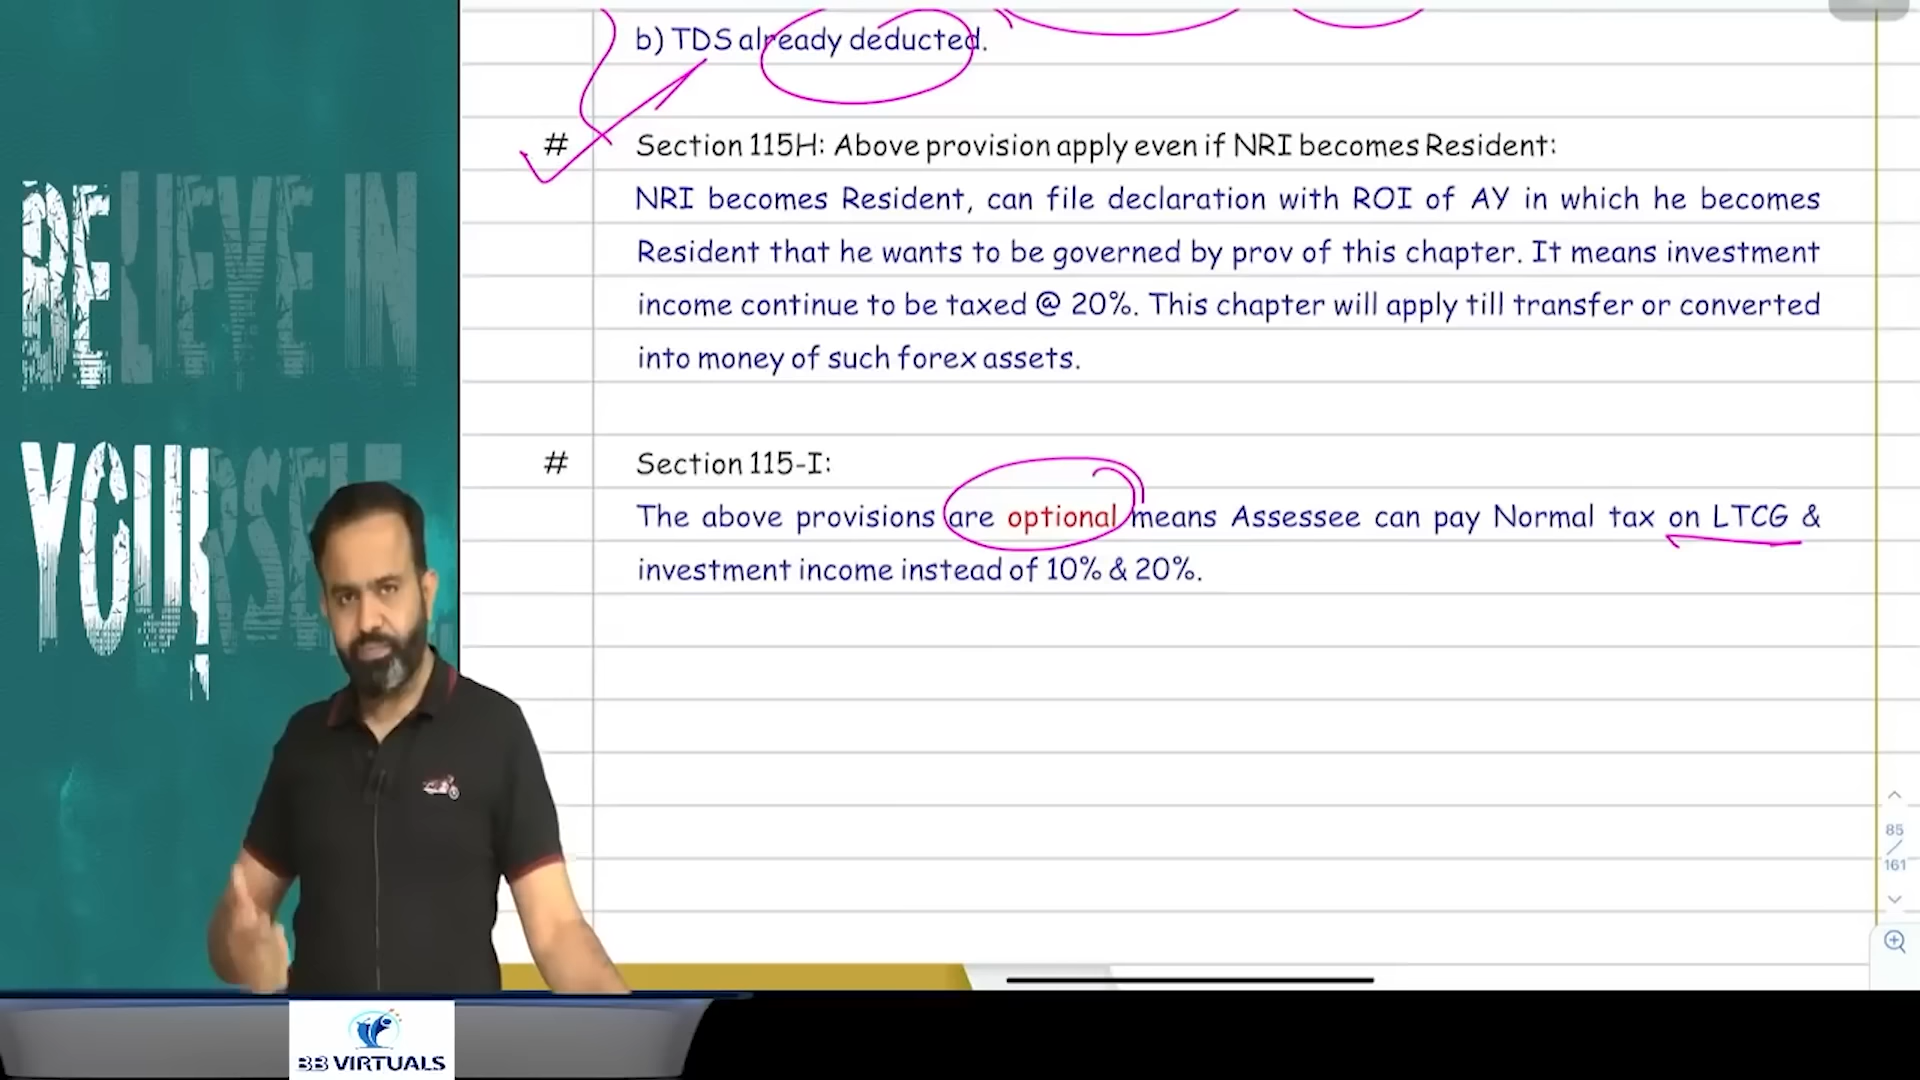 b) TDS already deducted.
# Section 115H: Above provision apply even if NRI becomes Resident:
NRI becomes Resident, can file declaration with ROI of AY in which he becomes
Resident that he wants to be governed by prov of this chapter. It means investment
income continue to be taxed @ 20%. This chapter will apply till transfer or converted
into money of such forex assets.
# Section 115-I:
The above provisions are optional means Assessee can pay Normal tax on LTCG &
investment income instead of 10% & 20%.
BELIEVE IN
YOURSELF
85
/
161
BB VIRTUALS